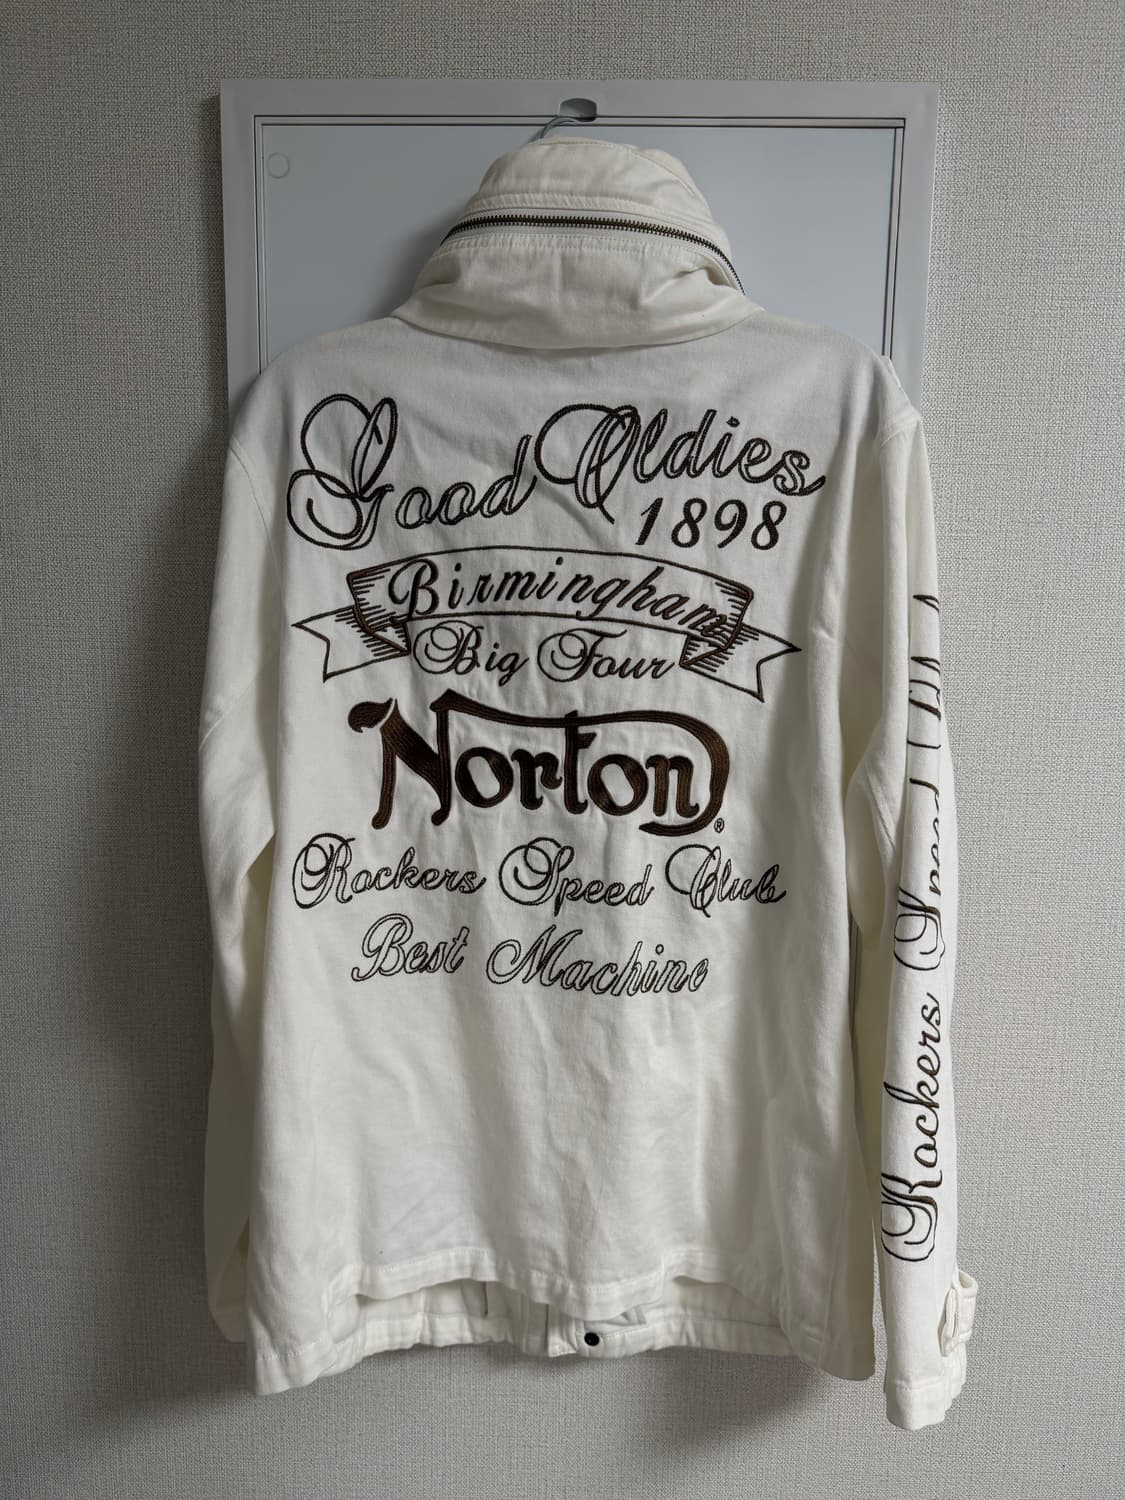 Good Oldies
1898
Birmingham
Big Four
Norton®
Rockers Speed Club
Best Machine
Rockers Speed